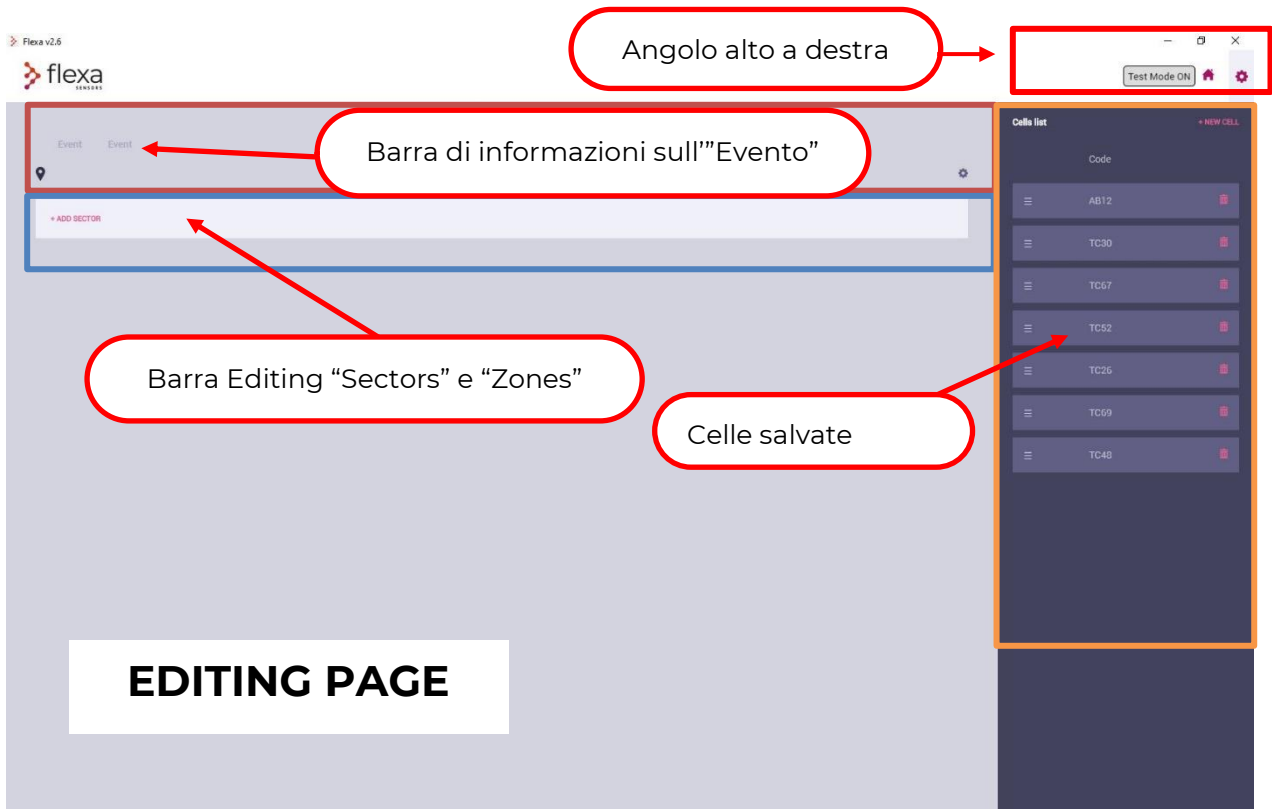 Flexa v2.6
flexa
SENSORS
Angolo alto a destra
Test Mode ON
Event Event
Barra di informazioni sull’”Evento”
+ ADD SECTOR
Barra Editing “Sectors” e “Zones”
Cells list + NEW CELL
Code
AB12
TC30
TC67
TC52
TC26
TC69
TC48
Celle salvate
EDITING PAGE